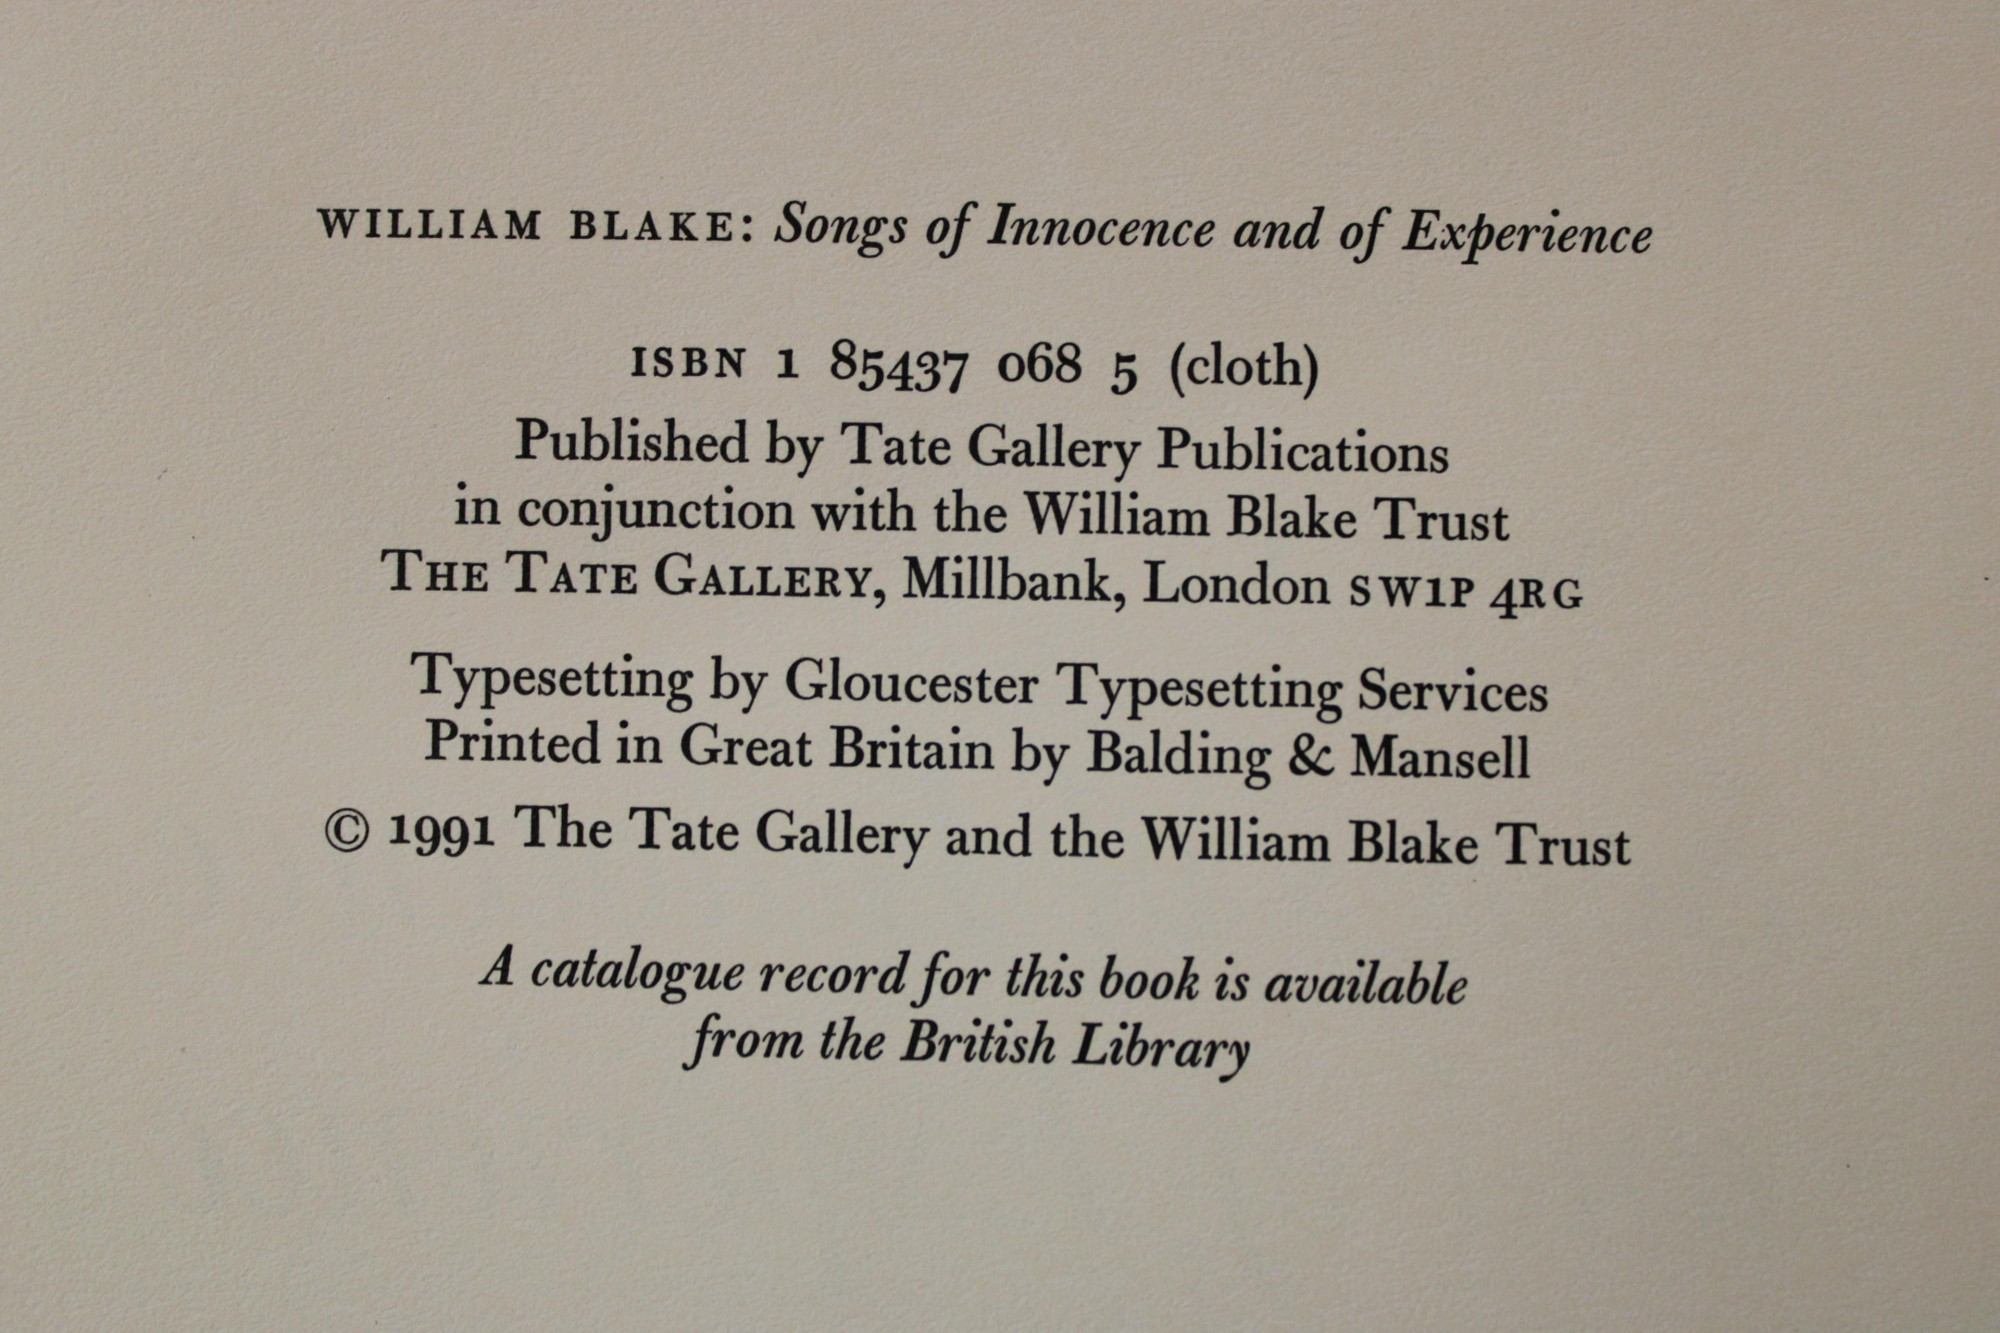 WILLIAM BLAKE: Songs of Innocence and of Experience
ISBN 1 85437 068 5 (cloth)
Published by Tate Gallery Publications
in conjunction with the William Blake Trust
THE TATE GALLERY, Millbank, London SW1P 4RG
Typesetting by Gloucester Typesetting Services
Printed in Great Britain by Balding & Mansell
© 1991 The Tate Gallery and the William Blake Trust
A catalogue record for this book is available
from the British Library